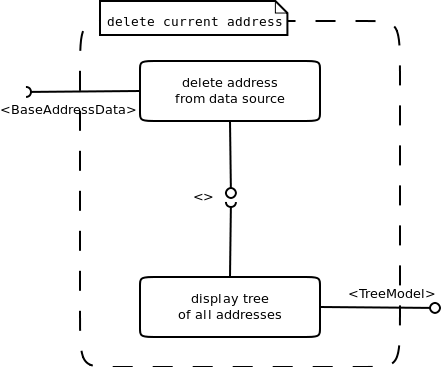 delete current address
delete address
from data source
<BaseAddressData>
<>
display tree
of all addresses
<TreeModel>